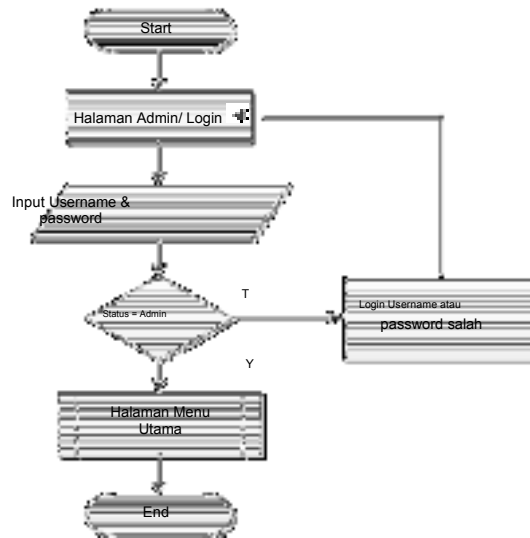 Start
Halaman Admin/ Login
Input Username &
password
Status = Admin
T
Login Username atau
password salah
Y
Halaman Menu
Utama
End